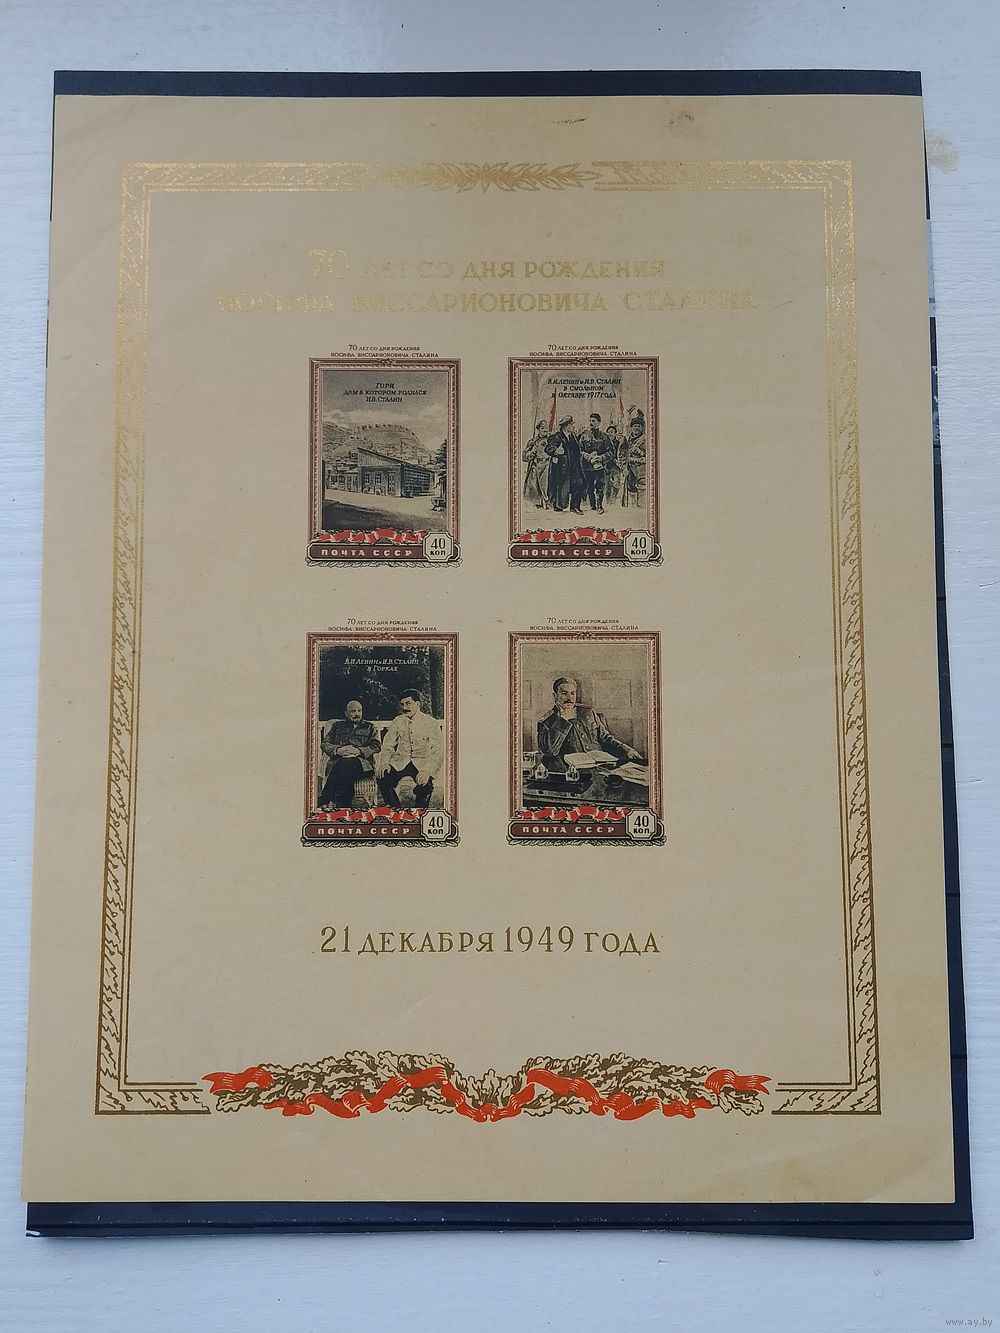 70 ЛЕТ СО ДНЯ РОЖДЕНИЯ
ИОСИФА ВИССАРИОНОВИЧА СТАЛИНА
70 ЛЕТ СО ДНЯ РОЖДЕНИЯ
ИОСИФА ВИССАРИОНОВИЧА СТАЛИНА
ГОРИ
ДОМ В КОТОРОМ РОДИЛСЯ
И.В. СТАЛИН
ПОЧТА СССР
40
КОП
70 ЛЕТ СО ДНЯ РОЖДЕНИЯ
ИОСИФА ВИССАРИОНОВИЧА СТАЛИНА
В.И.ЛЕНИН и И.В.СТАЛИН
В СМОЛЬНОМ
В ОКТЯБРЕ 1917 ГОДА
ПОЧТА СССР
40
КОП
70 ЛЕТ СО ДНЯ РОЖДЕНИЯ
ИОСИФА ВИССАРИОНОВИЧА СТАЛИНА
В.И.ЛЕНИН и И.В.СТАЛИН
В ГОРКАХ
ПОЧТА СССР
40
КОП
70 ЛЕТ СО ДНЯ РОЖДЕНИЯ
ИОСИФА ВИССАРИОНОВИЧА СТАЛИНА
ПОЧТА СССР
40
КОП
21 ДЕКАБРЯ 1949 ГОДА
www.ay.by